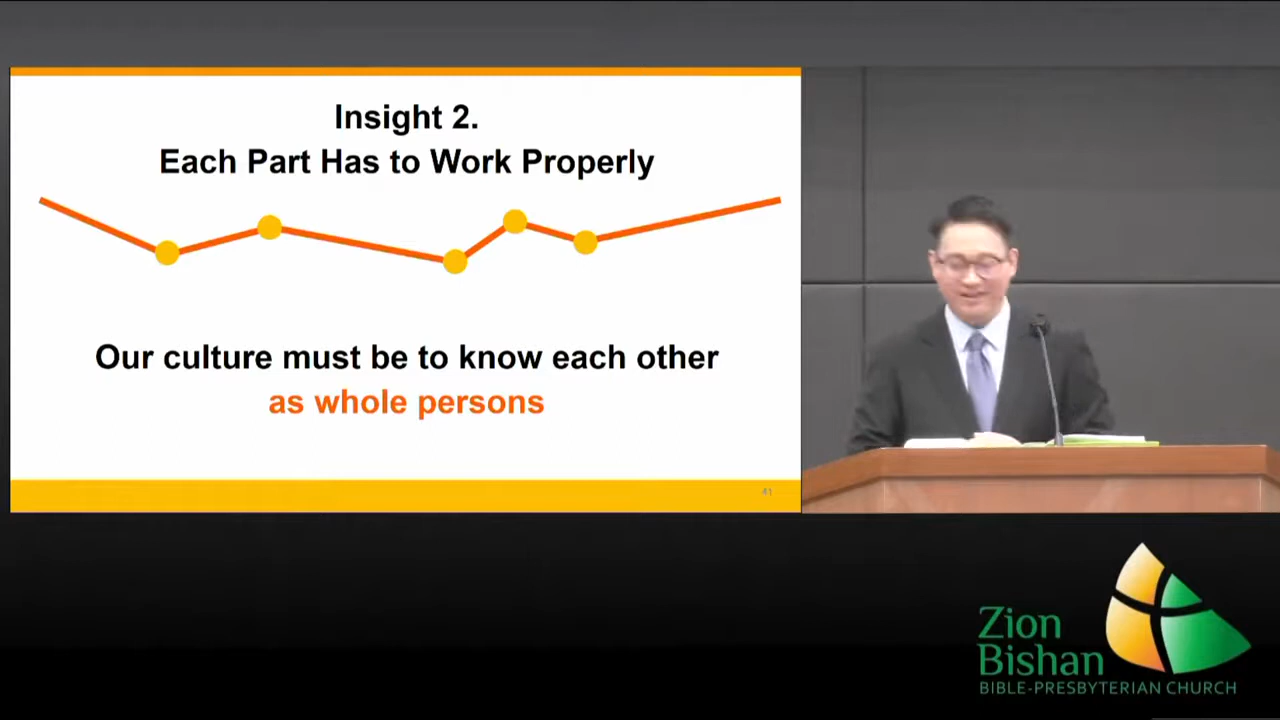 Insight 2.
Each Part Has to Work Properly
Our culture must be to know each other
as whole persons
41
Zion
Bishan
BIBLE-PRESBYTERIAN CHURCH